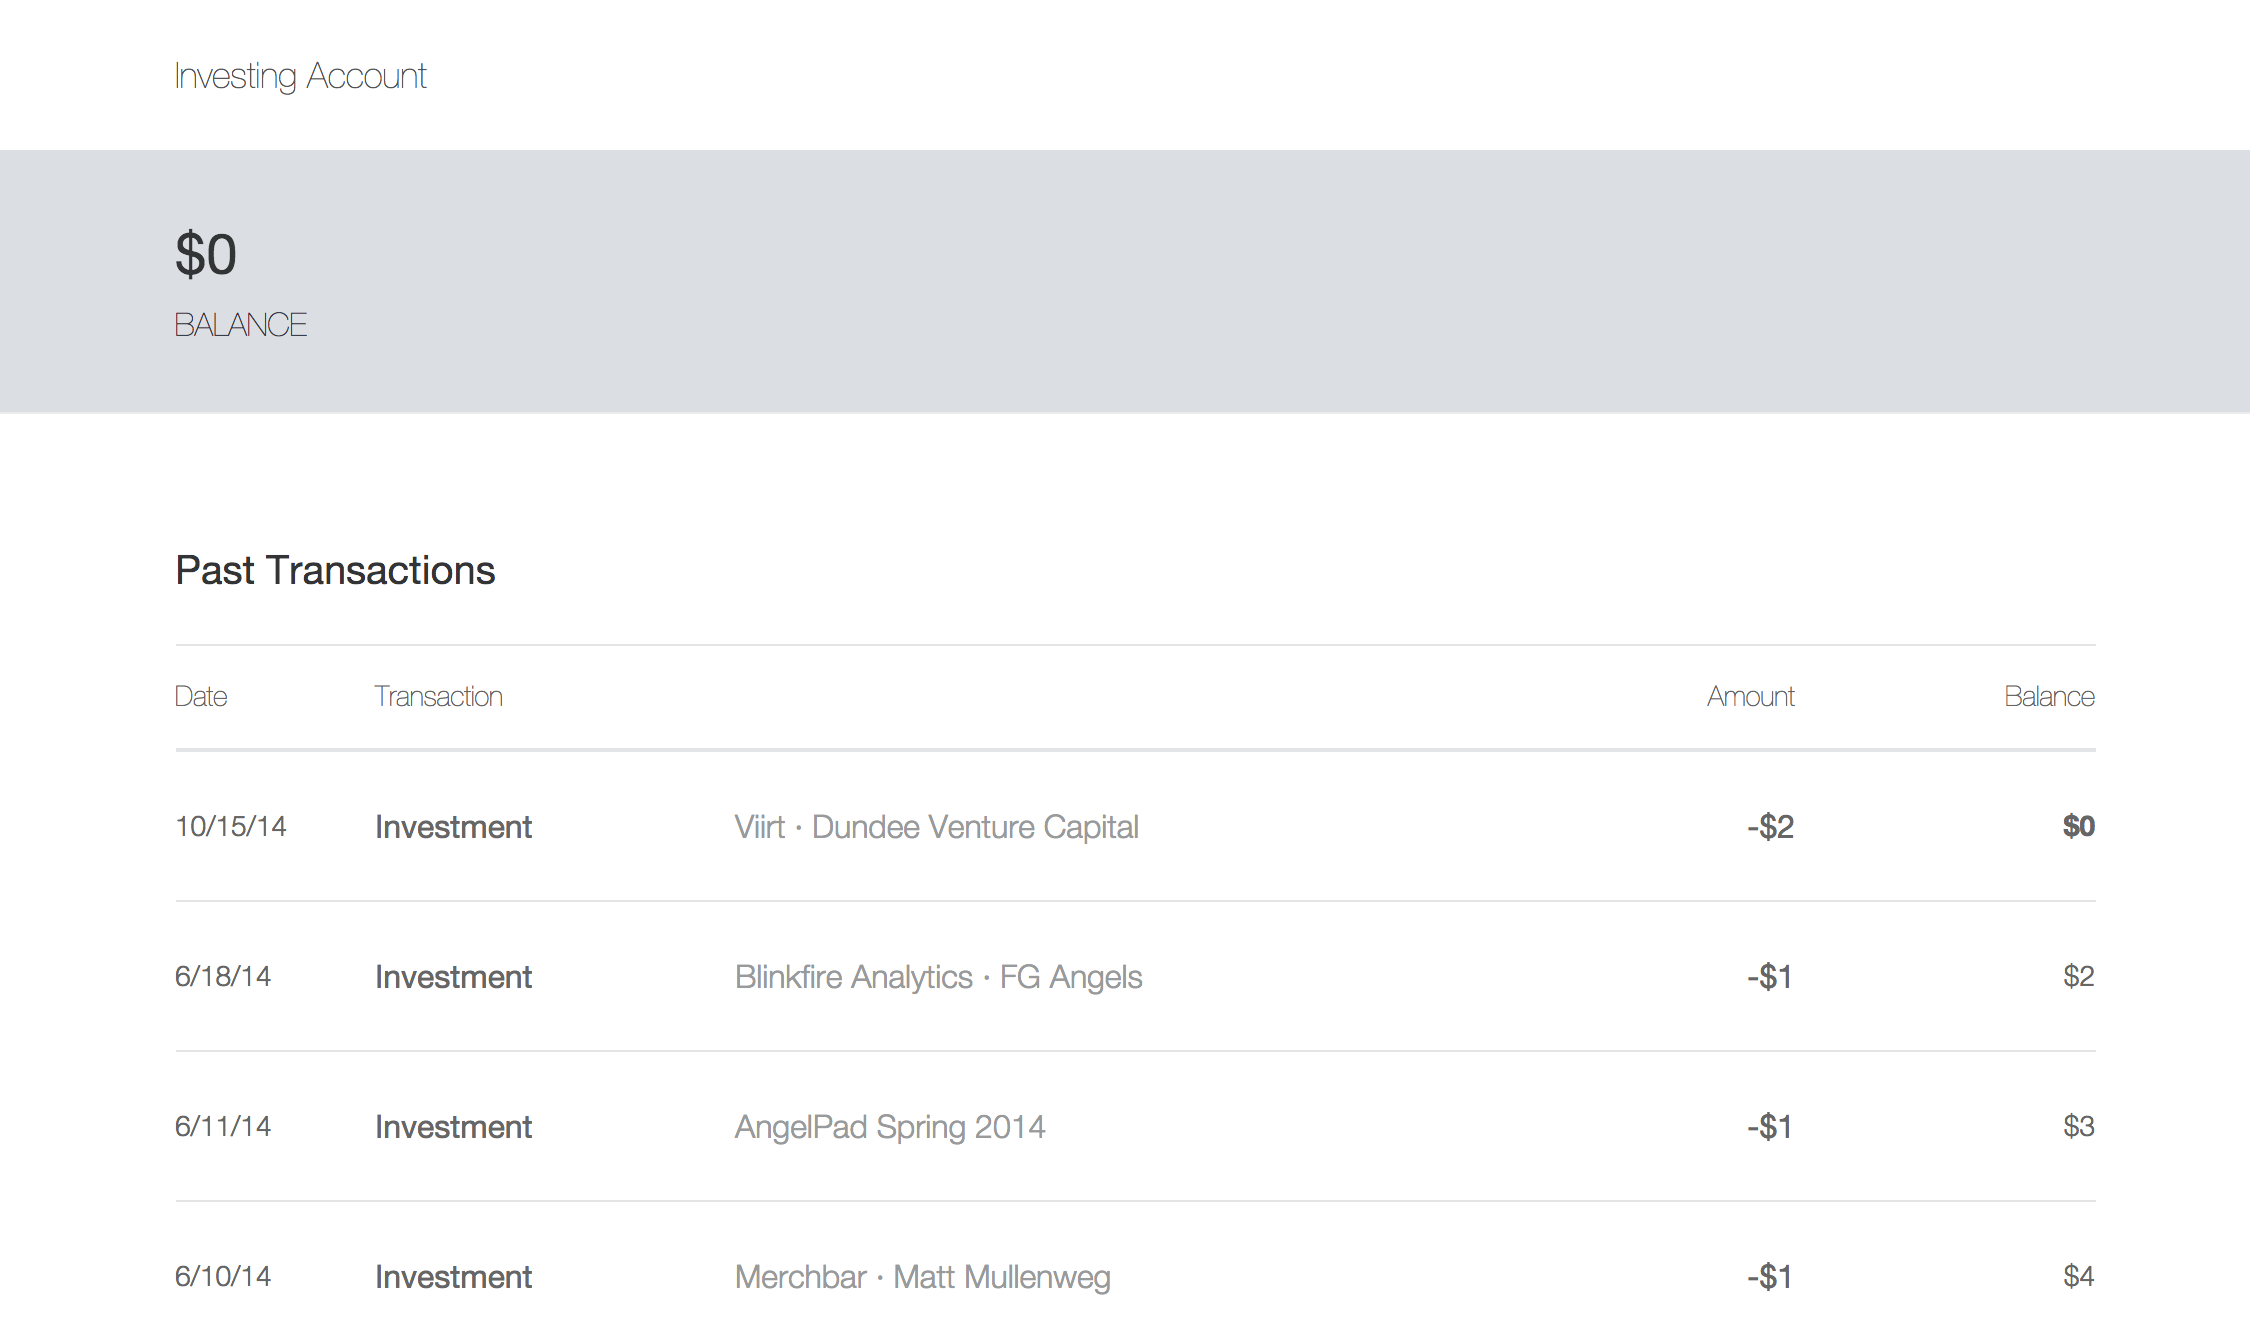 Investing Account
$0
BALANCE
Past Transactions
Date Transaction Amount Balance
10/15/14 Investment Viirt · Dundee Venture Capital -$2 $0
6/18/14 Investment Blinkfire Analytics · FG Angels -$1 $2
6/11/14 Investment AngelPad Spring 2014 -$1 $3
6/10/14 Investment Merchbar · Matt Mullenweg -$1 $4